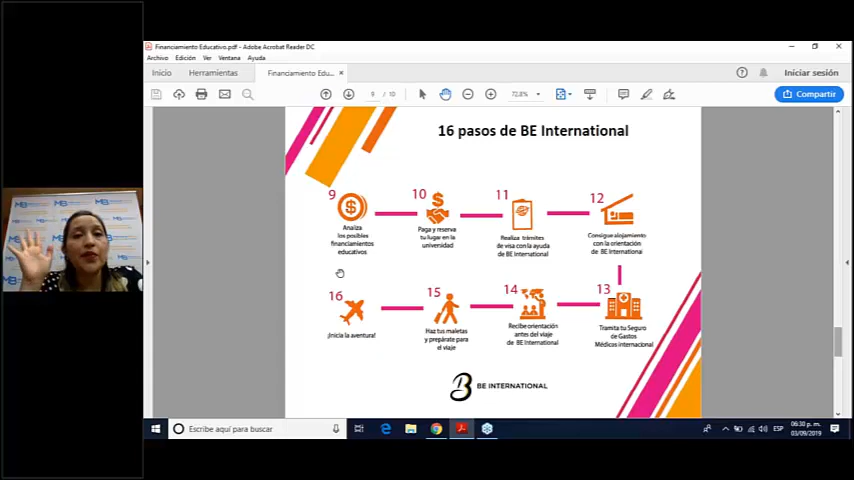 Financiamiento Educativo.pdf - Adobe Acrobat Reader DC
Archivo Edición Ver Ventana Ayuda
Inicio Herramientas Financiamiento Edu... × Iniciar sesión
9 / 10 72,8% Compartir
16 pasos de BE International
9
Analiza
los posibles
financiamientos
educativos
10
Paga y reserva
tu lugar en la
universidad
11
Realiza trámites
de visa con la ayuda
de BE International
12
Consigue alojamiento
con la orientación
de BE Internationa
16
¡Inicia la aventura!
15
Haz tus maletas
y prepárate para
el viaje
14
Recibe orientación
antes del viaje
de BE International
13
Tramita tu Seguro
de Gastos
Médicos internacional
B BE INTERNATIONAL
MB
Escribe aquí para buscar
ESP
06:30 p. m.
03/09/2019